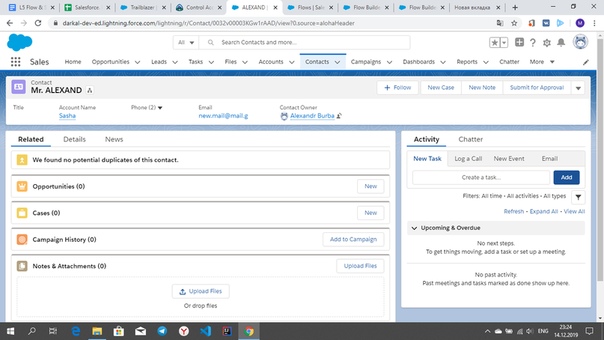 L5 Flow &
Salesforce
Trailblazer
Control Ar
ALEXAND | S
Flows | Sal
Flow Builde
Flow Builde
Новая вкладка
darkal-dev-ed.lightning.force.com/lightning/r/Contact/0032v00003KGw1rAAD/view?0.source=alohaHeader
All
Search Contacts and more...
Sales
Home
Opportunities
Leads
Tasks
Files
Accounts
Contacts
Campaigns
Dashboards
Reports
Chatter
More
Contact
Mr. ALEXAND
+ Follow
New Case
New Note
Submit for Approval
Title
Account Name
Phone (2)
Email
Contact Owner
Sasha
new.mail@mail.g
Alexandr Burba
Related
Details
News
We found no potential duplicates of this contact.
Opportunities (0)
New
Cases (0)
New
Campaign History (0)
Add to Campaign
Notes & Attachments (0)
Upload Files
Upload Files
Or drop files
Activity
Chatter
New Task
Log a Call
New Event
Email
Create a task...
Add
Filters: All time • All activities • All types
Refresh • Expand All • View All
Upcoming & Overdue
No next steps.
To get things moving, add a task or set up a meeting.
No past activity.
Past meetings and tasks marked as done show up here.
ENG
23:24
14.12.2019